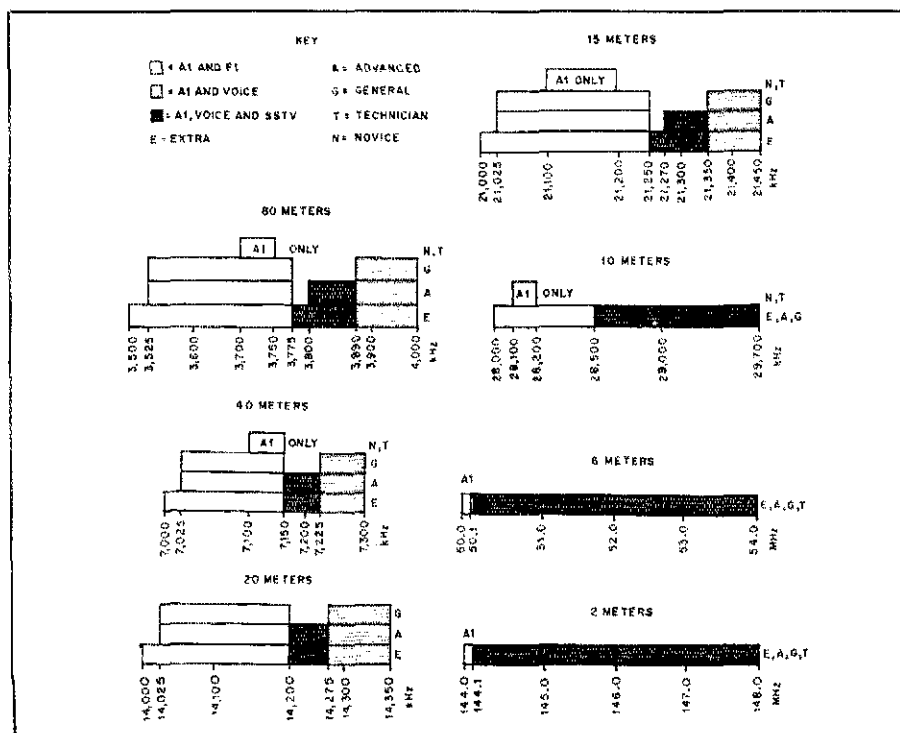 KEY
= A1 AND F1
= A1 AND VOICE
= A1, VOICE AND SSTV
E = EXTRA
A = ADVANCED
G = GENERAL
T = TECHNICIAN
N = NOVICE
15 METERS
A1 ONLY
N,T
G
A
E
21,000
21,025
21,100
21,200
21,250
21,270
21,300
21,350
21,400
21,450
kHz
80 METERS
A1 ONLY
N,T
G
A
E
3,500
3,525
3,600
3,700
3,750
3,775
3,800
3,890
3,900
4,000
kHz
10 METERS
A1 ONLY
N,T
E,A,G
28,000
28,100
28,200
28,500
29,000
29,700
kHz
40 METERS
A1 ONLY
N,T
G
A
E
7,000
7,025
7,100
7,150
7,200
7,225
7,300
kHz
6 METERS
A1
E,A,G,T
50.0
50.1
51.0
52.0
53.0
54.0
MHz
20 METERS
G
A
E
14,000
14,025
14,100
14,200
14,275
14,300
14,350
kHz
2 METERS
A1
E,A,G,T
144.0
144.1
145.0
146.0
147.0
148.0
MHz